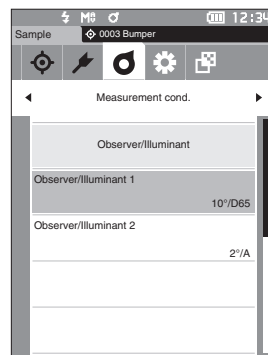 12:34
Sample
0003 Bumper
Measurement cond.
Observer/Illuminant
Observer/Illuminant 1
10°/D65
Observer/Illuminant 2
2°/A